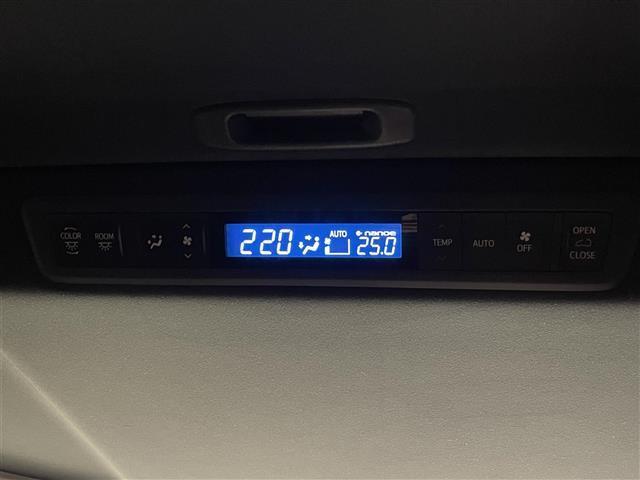 COLOR
ROOM
220
AUTO
nanoe
25.0
TEMP
AUTO
OFF
OPEN
CLOSE